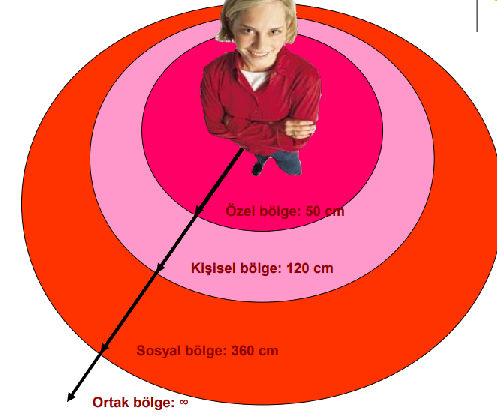 Özel bölge: 50 cm
Kişisel bölge: 120 cm
Sosyal bölge: 360 cm
Ortak bölge: ∞